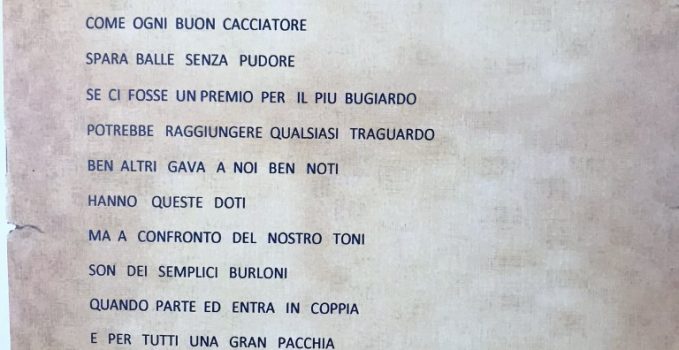 COME OGNI BUON CACCIATORE
SPARA BALLE SENZA PUDORE
SE CI FOSSE UN PREMIO PER IL PIU BUGIARDO
POTREBBE RAGGIUNGERE QUALSIASI TRAGUARDO
BEN ALTRI GAVA A NOI BEN NOTI
HANNO QUESTE DOTI
MA A CONFRONTO DEL NOSTRO TONI
SON DEI SEMPLICI BURLONI
QUANDO PARTE ED ENTRA IN COPPIA
E PER TUTTI UNA GRAN PACCHIA